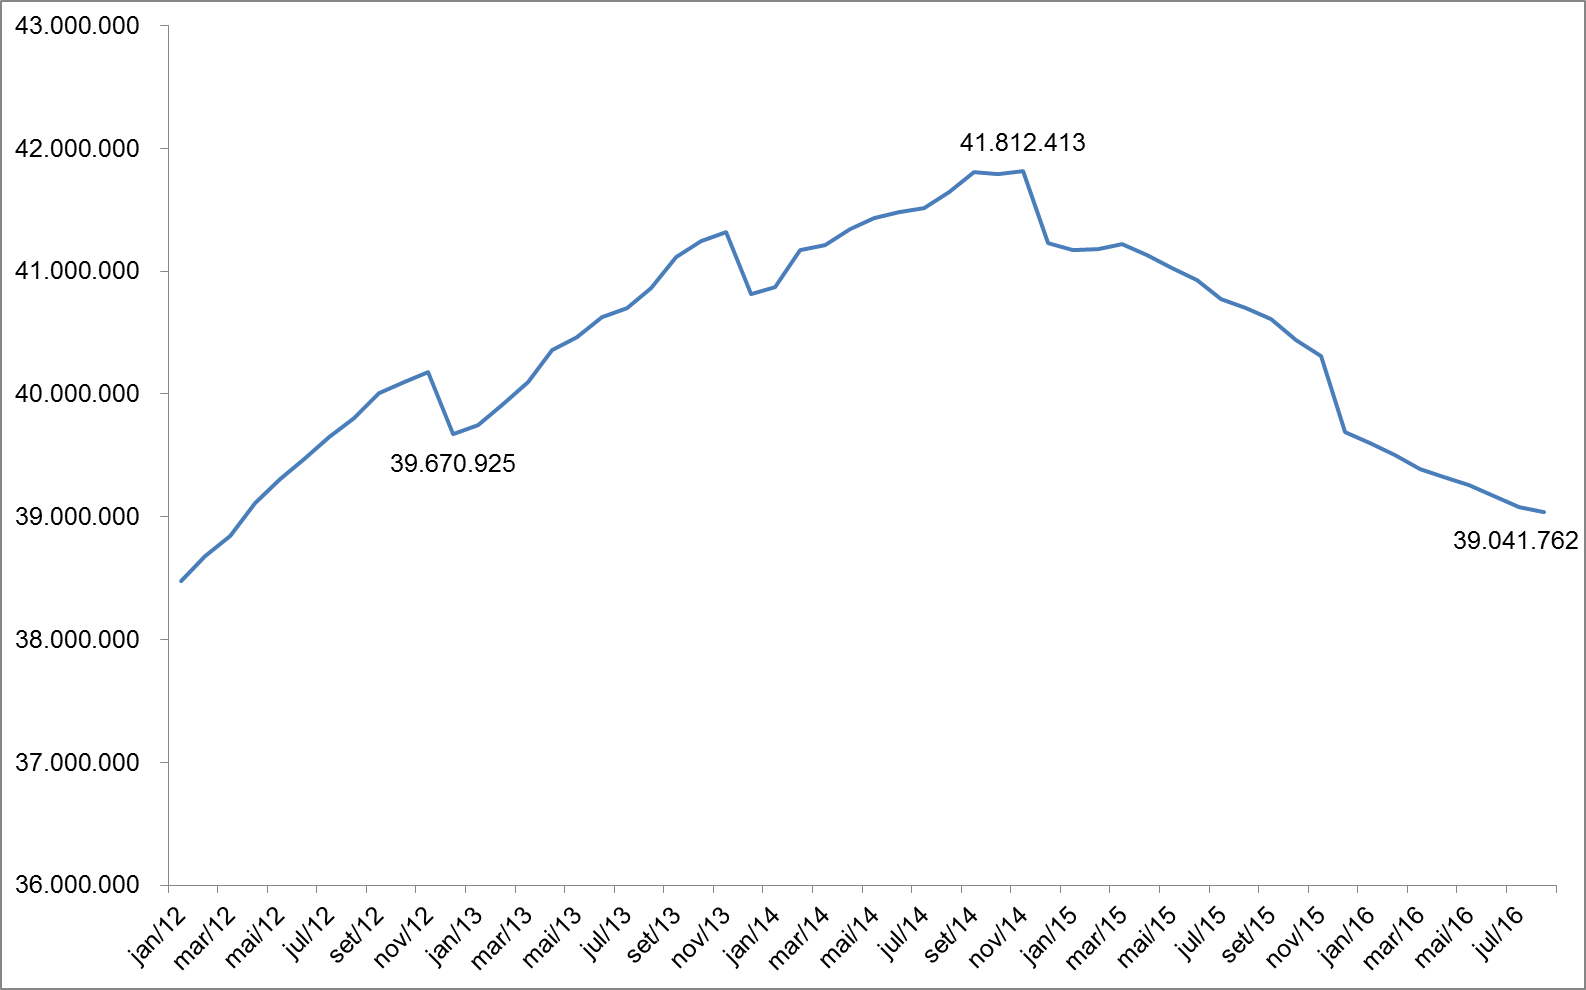 43.000.000
42.000.000
41.000.000
40.000.000
39.000.000
38.000.000
37.000.000
36.000.000
41.812.413
39.670.925
39.041.762
jan/12
mar/12
mai/12
jul/12
set/12
nov/12
jan/13
mar/13
mai/13
jul/13
set/13
nov/13
jan/14
mar/14
mai/14
jul/14
set/14
nov/14
jan/15
mar/15
mai/15
jul/15
set/15
nov/15
jan/16
mar/16
mai/16
jul/16